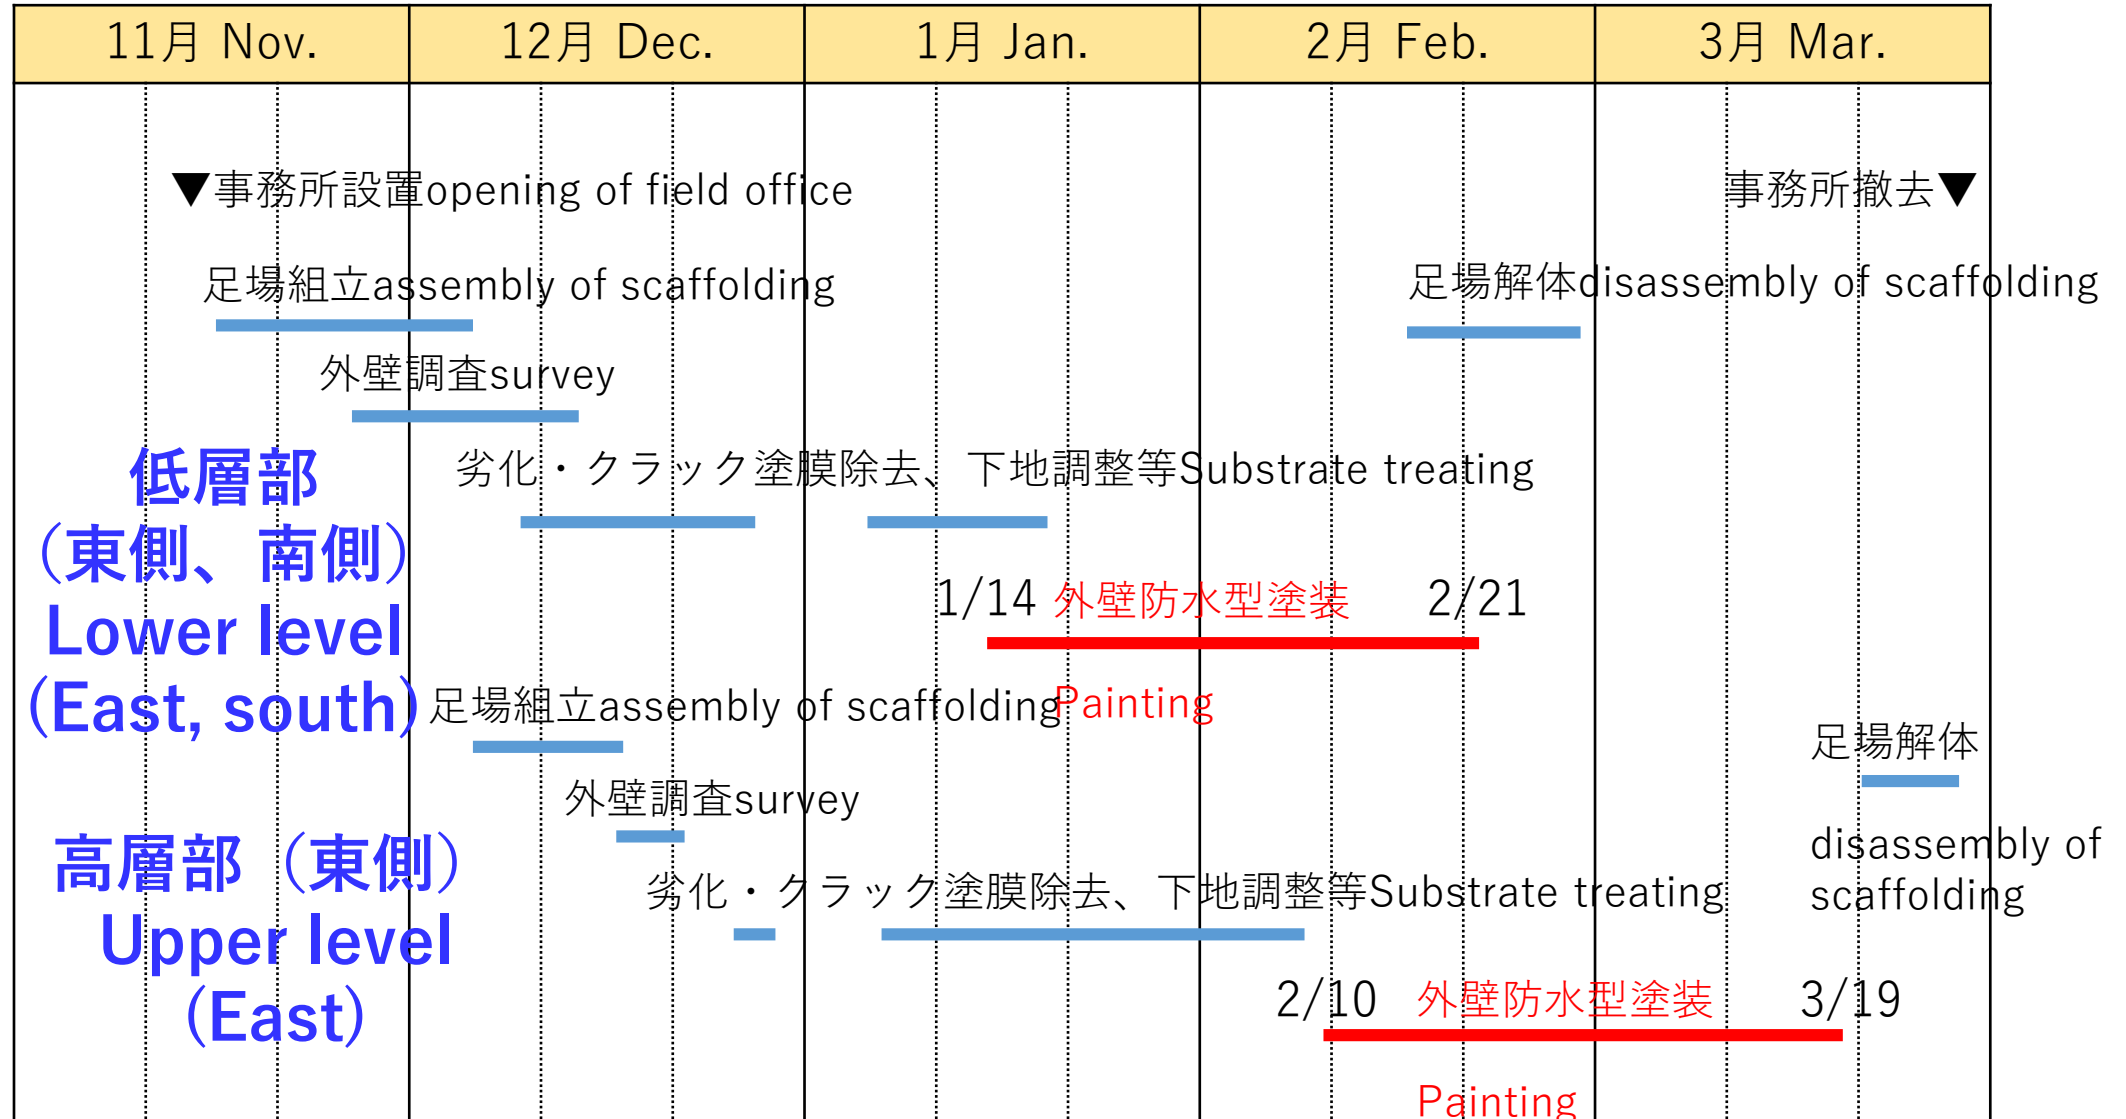 11月 Nov.
12月 Dec.
1月 Jan.
2月 Feb.
3月 Mar.
▼事務所設置opening of field office
事務所撤去▼
足場組立assembly of scaffolding
足場解体disassembly of scaffolding
外壁調査survey
低層部
（東側、南側）
Lower level
(East, south)
劣化・クラック塗膜除去、下地調整等Substrate treating
1/14
外壁防水型塗装
2/21
Painting
足場組立assembly of scaffolding
足場解体
disassembly of
scaffolding
外壁調査survey
高層部（東側）
Upper level
(East)
劣化・クラック塗膜除去、下地調整等Substrate treating
2/10
外壁防水型塗装
3/19
Painting